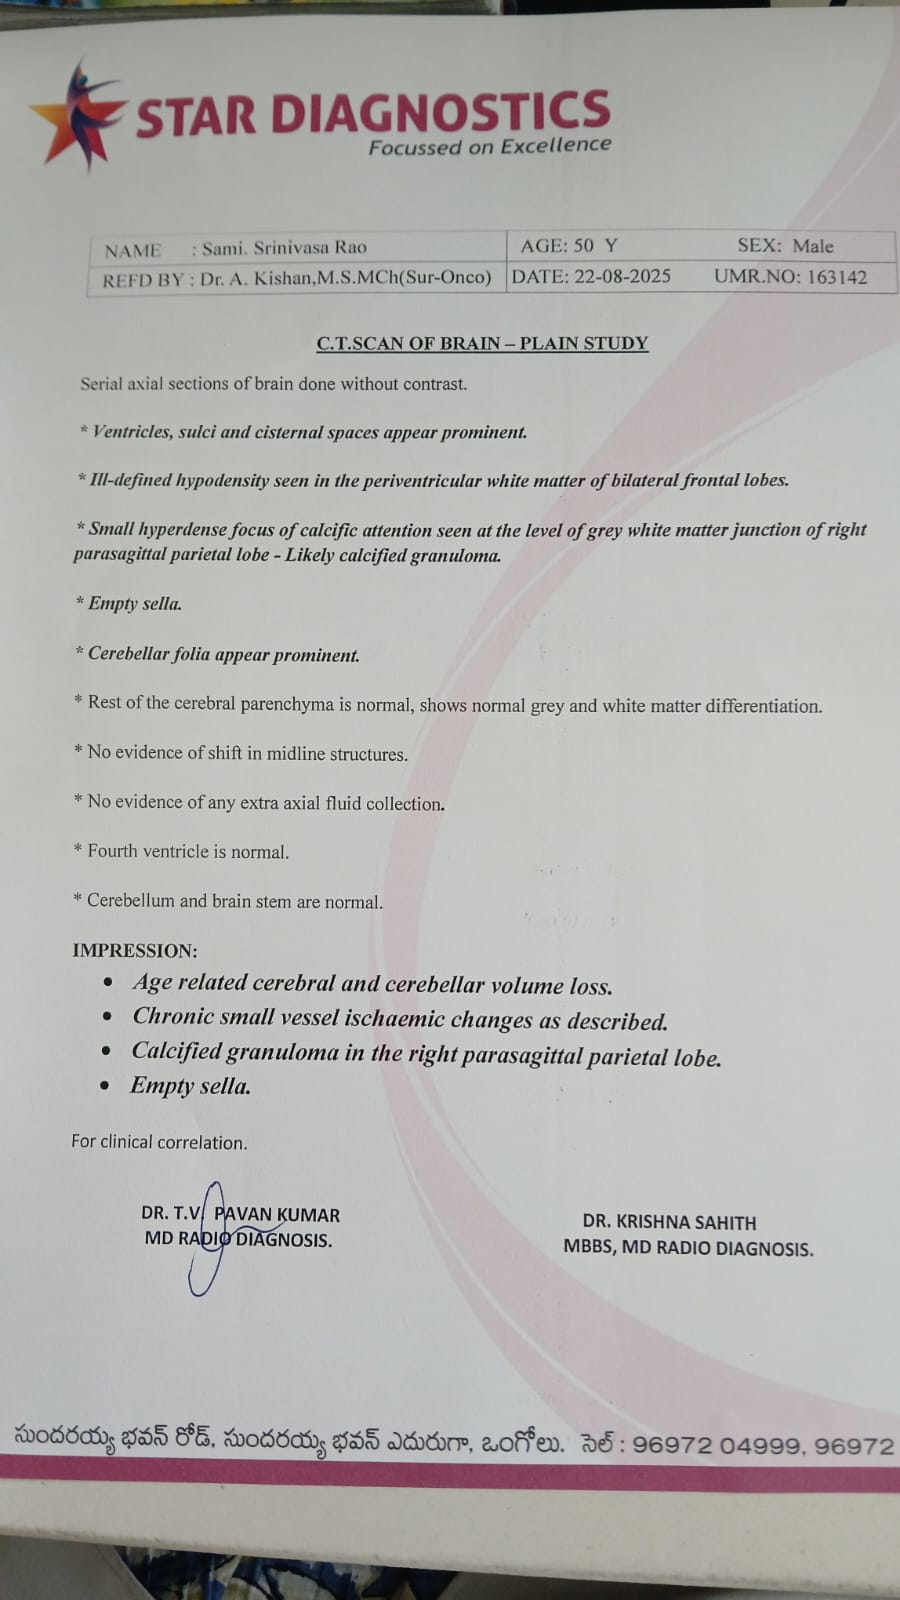 STAR DIAGNOSTICS
Focussed on Excellence
NAME : Sami. Srinivasa Rao AGE: 50 Y SEX: Male
REFD BY : Dr. A. Kishan,M.S.MCh(Sur-Onco) DATE: 22-08-2025 UMR.NO: 163142
C.T.SCAN OF BRAIN – PLAIN STUDY
Serial axial sections of brain done without contrast.
* Ventricles, sulci and cisternal spaces appear prominent.
* Ill-defined hypodensity seen in the periventricular white matter of bilateral frontal lobes.
* Small hyperdense focus of calcific attention seen at the level of grey white matter junction of right
parasagittal parietal lobe - Likely calcified granuloma.
* Empty sella.
* Cerebellar folia appear prominent.
* Rest of the cerebral parenchyma is normal, shows normal grey and white matter differentiation.
* No evidence of shift in midline structures.
* No evidence of any extra axial fluid collection.
* Fourth ventricle is normal.
* Cerebellum and brain stem are normal.
IMPRESSION:
• Age related cerebral and cerebellar volume loss.
• Chronic small vessel ischaemic changes as described.
• Calcified granuloma in the right parasagittal parietal lobe.
• Empty sella.
For clinical correlation.
DR. T.V. PAVAN KUMAR
MD RADIO DIAGNOSIS.
DR. KRISHNA SAHITH
MBBS, MD RADIO DIAGNOSIS.
సుందరయ్య భవన్ రోడ్, సుందరయ్య భవన్ ఎదురుగా, ఒంగోలు. సెల్ : 96972 04999, 96972